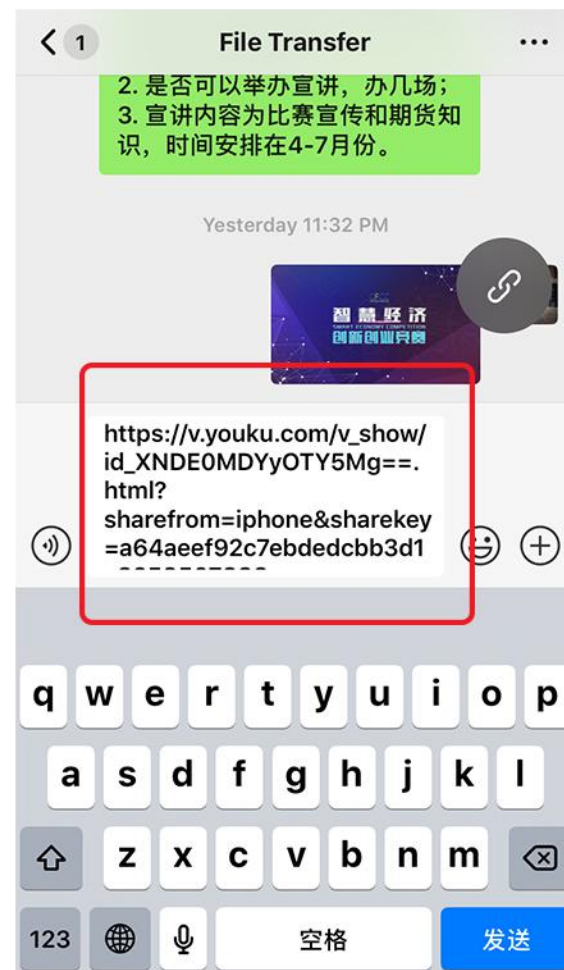 1
File Transfer
2. 是否可以举办宣讲，办几场；
3. 宣讲内容为比赛宣传和期货知
识，时间安排在4-7月份。
Yesterday 11:32 PM
智慧经济
SMART ECONOMY COMPETITION
创新创业竞赛
https://v.youku.com/v_show/
id_XNDE0MDYyOTY5Mg==.
html?
sharefrom=iphone&sharekey
=a64aeef92c7ebdedcbb3d1
q w e r t y u i o p
a s d f g h j k l
z x c v b n m
123 空格 发送